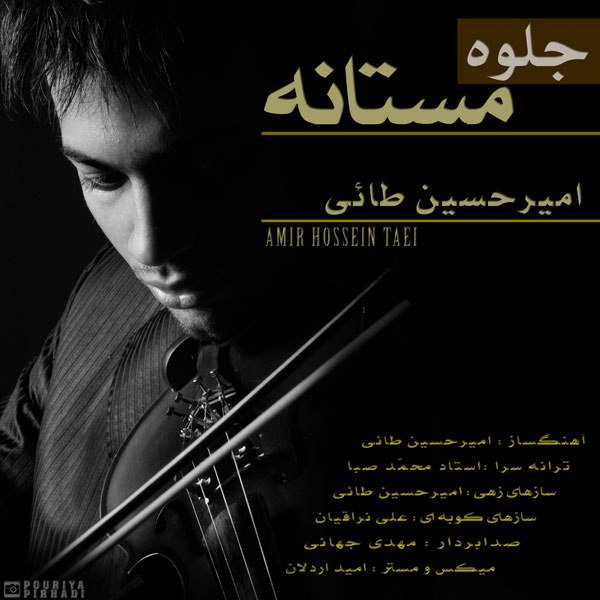 جلوه
مستانه
امیرحسین طائی
AMIR HOSSEIN TAEI
آهنگساز : امیرحسین طائی
ترانه سرا : استاد محمّد صبا
سازهای زهی : امیرحسین طائی
سازهای کوبه‌ای : علی نراقیان
صدابردار : مهدی جهانی
میکس و مستر : امید اردلان
POURIYA
PIRHADI